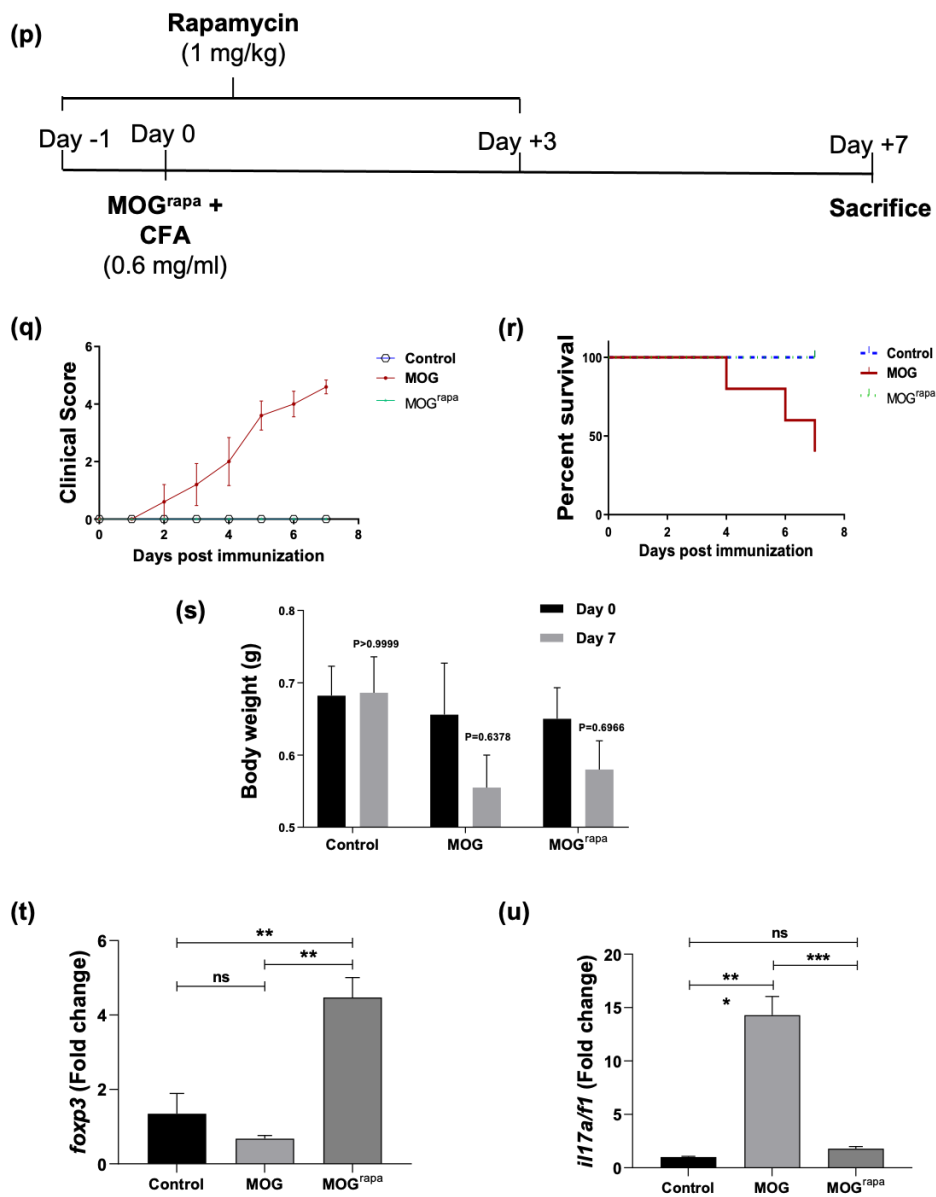 (p)
Rapamycin
(1 mg/kg)
Day -1
Day 0
Day +3
Day +7
MOGrapa +
CFA
(0.6 mg/ml)
Sacrifice
(q)
Clinical Score
6
4
2
0
0 2 4 6 8
Days post immunization
Control
MOG
MOGrapa
(r)
Percent survival
100
50
0
0 2 4 6 8
Days post immunization
Control
MOG
MOGrapa
(s)
Body weight (g)
0.8
0.7
0.6
0.5
Day 0
Day 7
P>0.9999
P=0.6378
P=0.6966
Control MOG MOGrapa
(t)
foxp3 (Fold change)
6
4
2
0
**
ns
**
Control MOG MOGrapa
(u)
il17a/f1 (Fold change)
20
15
10
5
0
ns
**
*
***
Control MOG MOGrapa